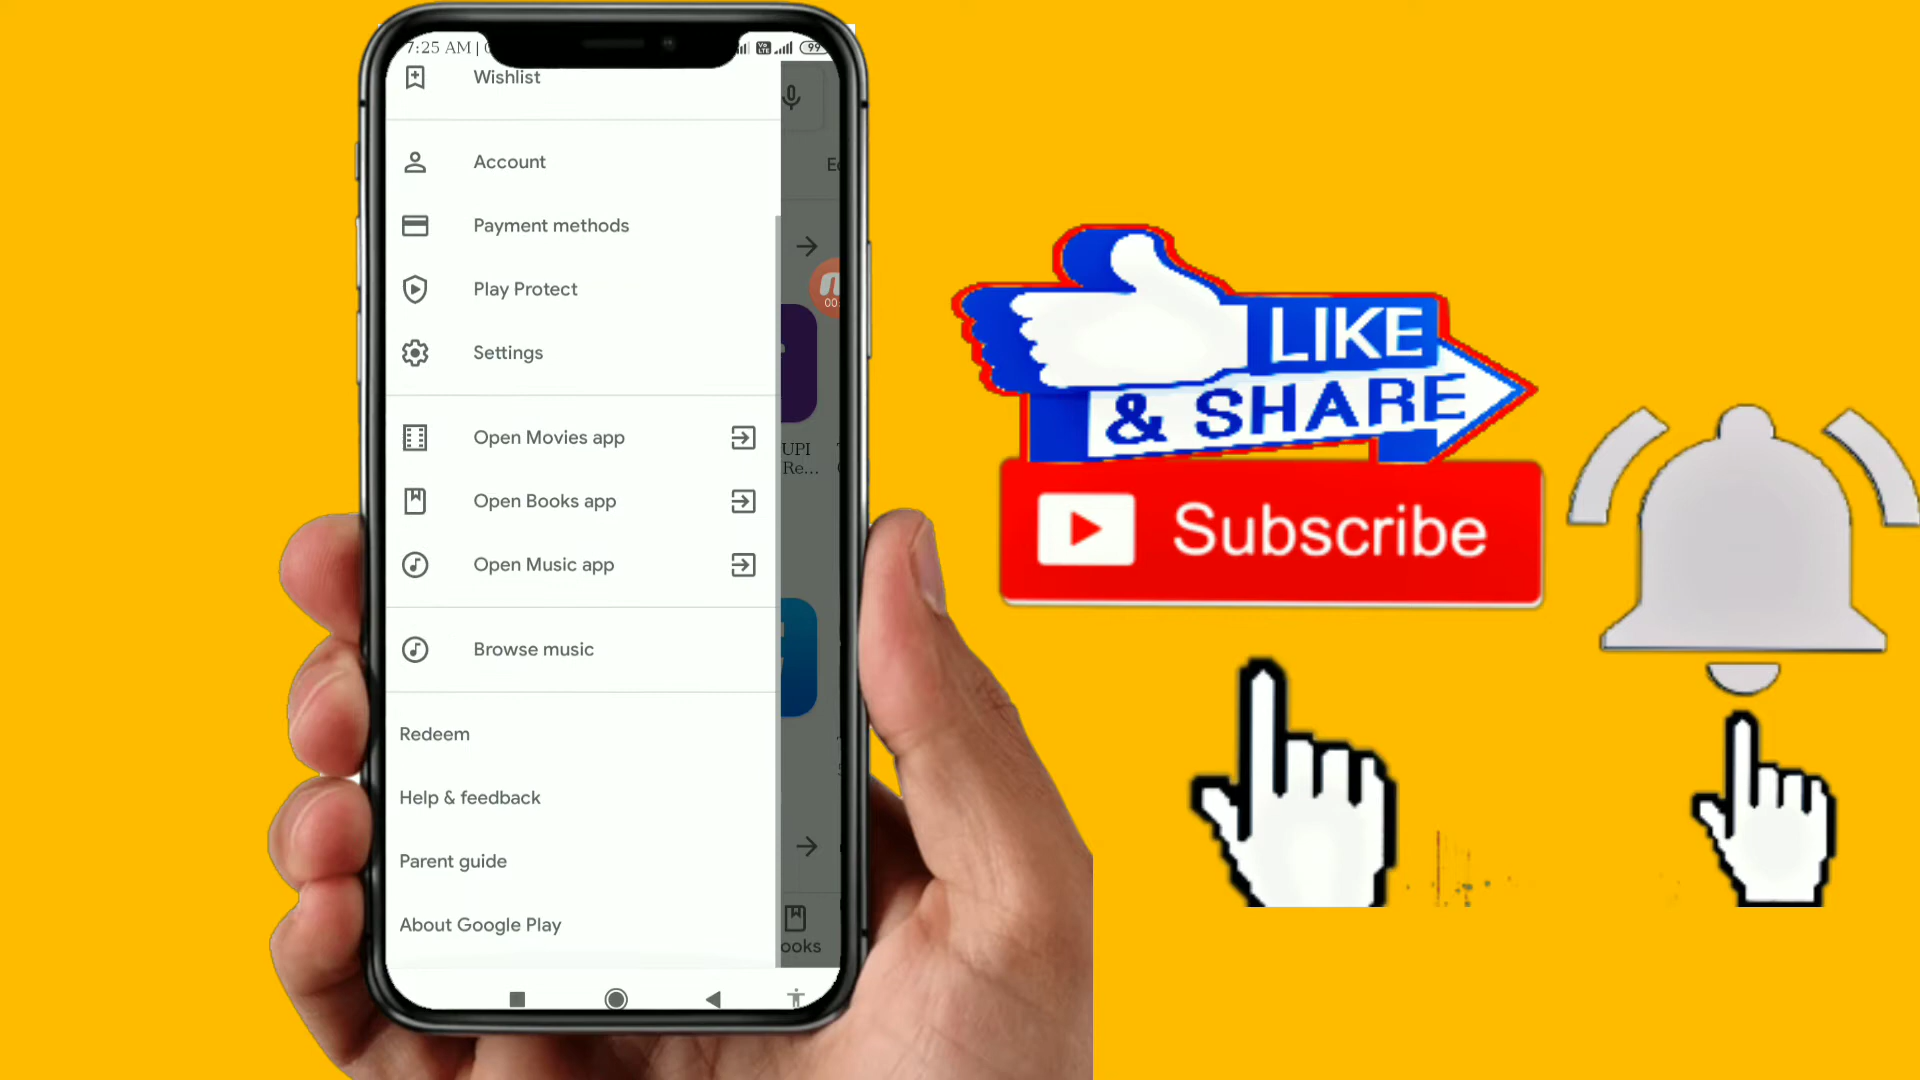 7:25 AM |
99
Wishlist
Account
Payment methods
Play Protect
Settings
Open Movies app
Open Books app
Open Music app
Browse music
Redeem
Help & feedback
Parent guide
About Google Play
UPI
Re...
ooks
LIKE
& SHARE
Subscribe